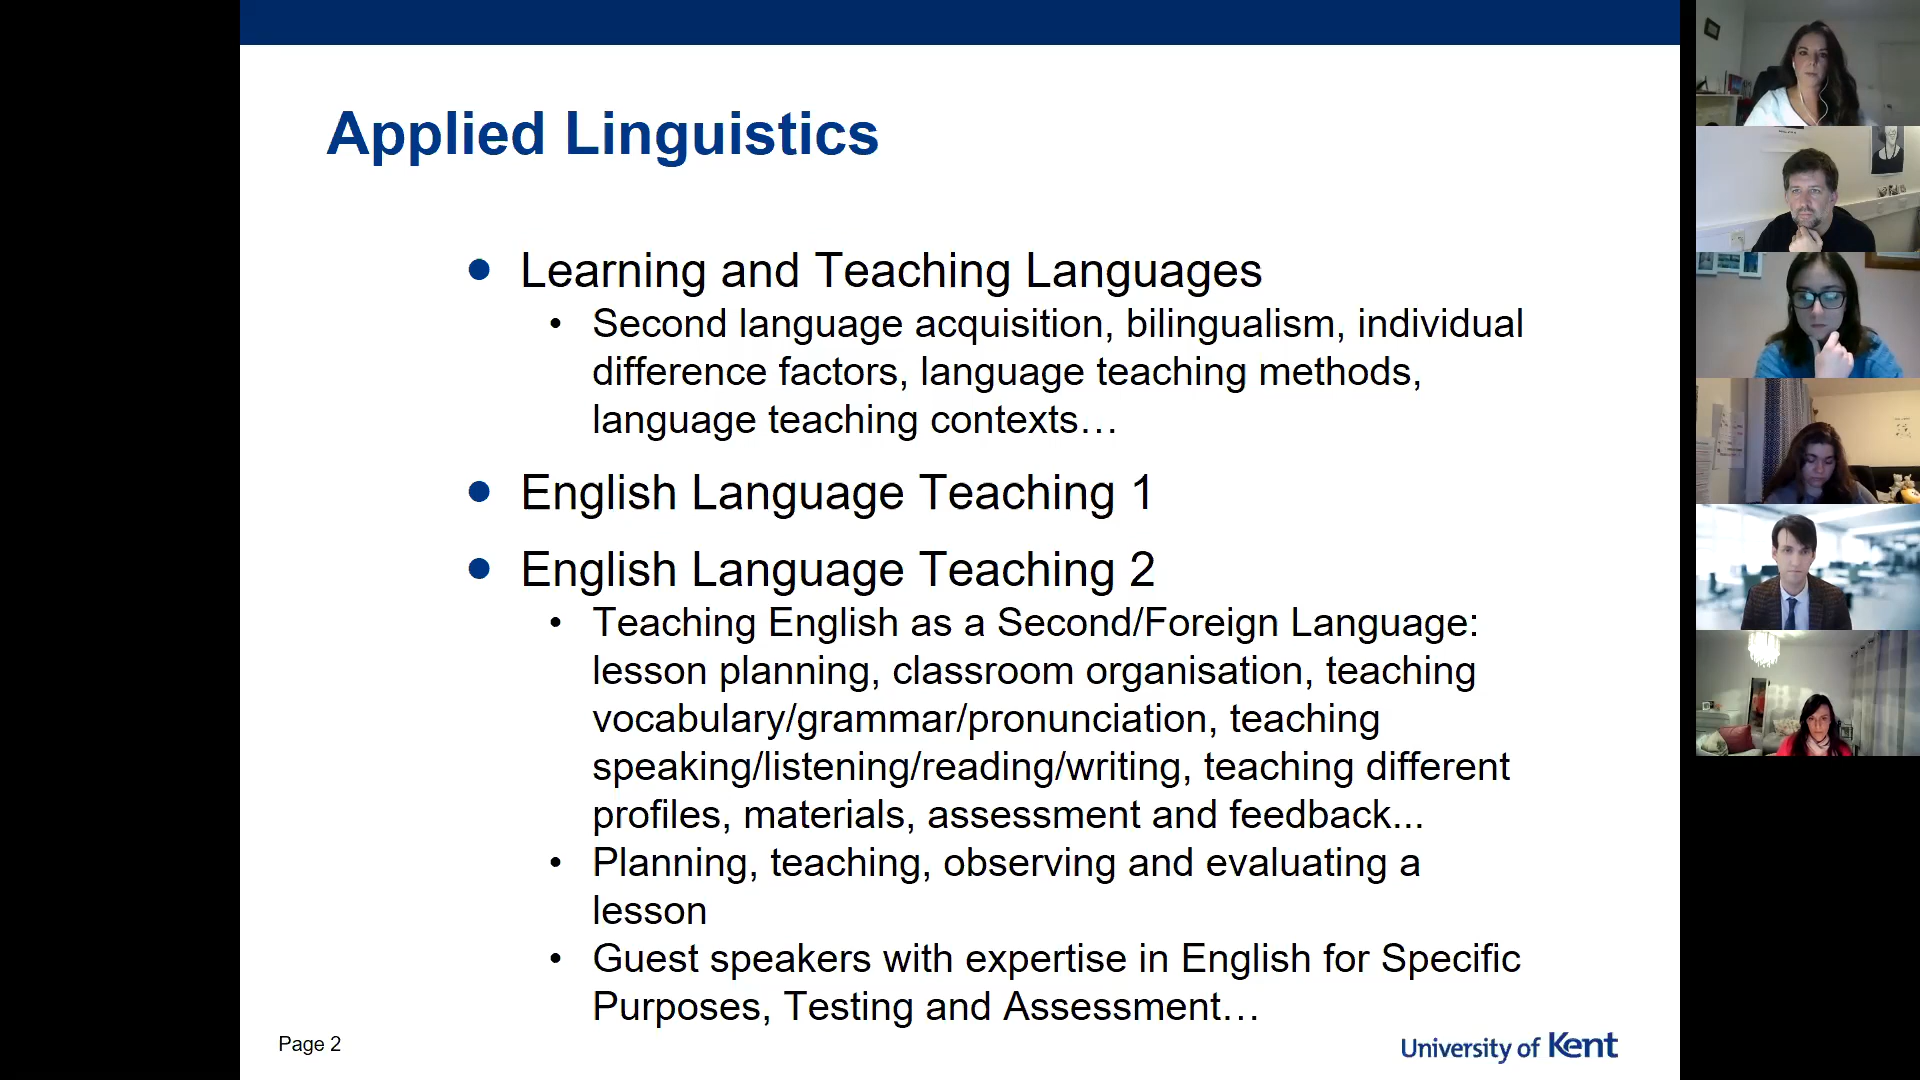 Applied Linguistics
● Learning and Teaching Languages
• Second language acquisition, bilingualism, individual
difference factors, language teaching methods,
language teaching contexts…
● English Language Teaching 1
● English Language Teaching 2
• Teaching English as a Second/Foreign Language:
lesson planning, classroom organisation, teaching
vocabulary/grammar/pronunciation, teaching
speaking/listening/reading/writing, teaching different
profiles, materials, assessment and feedback...
• Planning, teaching, observing and evaluating a
lesson
• Guest speakers with expertise in English for Specific
Purposes, Testing and Assessment…
Page 2
University of Kent